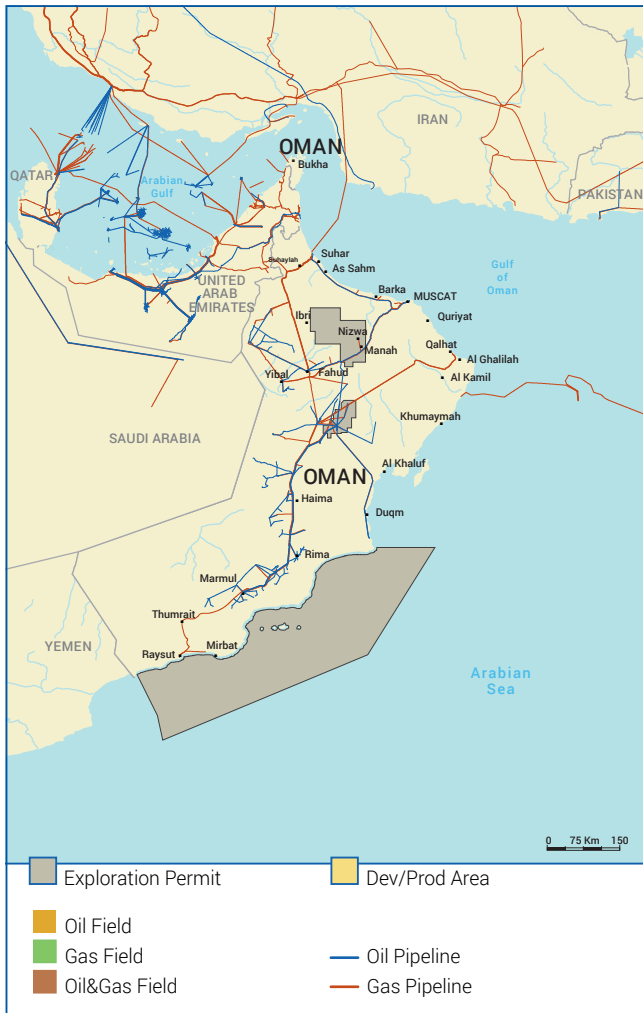 IRAN
OMAN
Bukha
QATAR
Arabian
Gulf
PAKISTAN
Suhar
Buhayiah
As Sahm
Gulf
of
Oman
UNITED
ARAB
EMIRATES
Barka
MUSCAT
Ibri
Quriyat
Nizwa
Manah
Qalhat
Al Ghalilah
Yibal
Fahud
Al Kamil
Khumaymah
SAUDI ARABIA
Al Khaluf
OMAN
Haima
Duqm
Rima
Marmul
Thumrait
YEMEN
Raysut
Mirbat
Arabian
Sea
0 75 Km 150
Exploration Permit
Dev/Prod Area
Oil Field
Gas Field
Oil Pipeline
Oil&Gas Field
Gas Pipeline